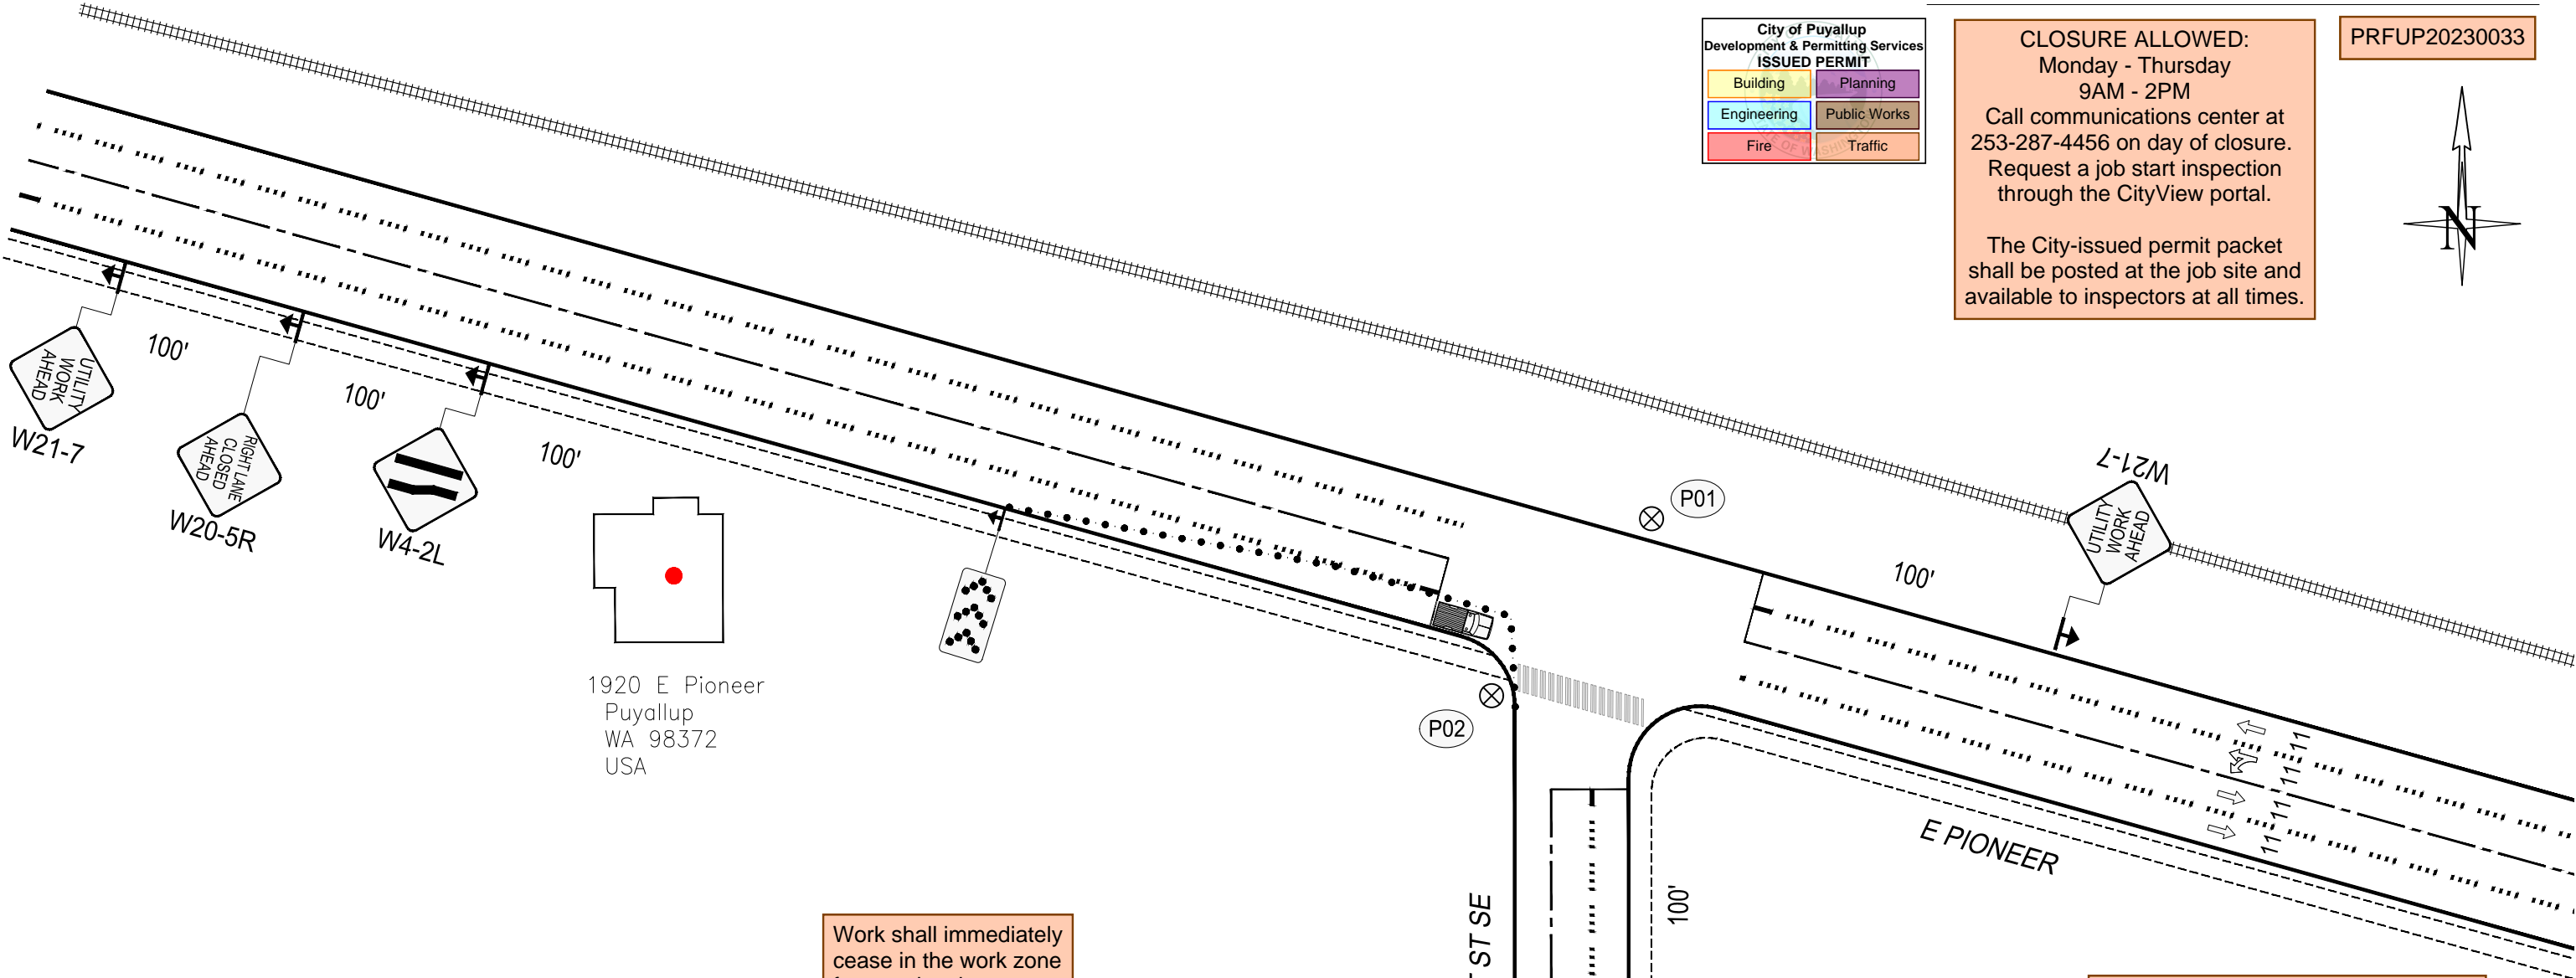 City of Puyallup
Development & Permitting Services
ISSUED PERMIT
Building
Planning
Engineering
Public Works
Fire
Traffic
CLOSURE ALLOWED:
Monday - Thursday
9AM - 2PM
Call communications center at
253-287-4456 on day of closure.
Request a job start inspection
through the CityView portal.
The City-issued permit packet
shall be posted at the job site and
available to inspectors at all times.
PRFUP20230033
N
UTILITY
WORK
AHEAD
W21-7
100'
RIGHT LANE
CLOSED
AHEAD
W20-5R
100'
W4-2L
100'
1920 E Pioneer
Puyallup
WA 98372
USA
P01
P02
100'
W21-7
UTILITY
WORK
AHEAD
11'
11'
11'
11'
E PIONEER
100'
ST SE
Work shall immediately
cease in the work zone